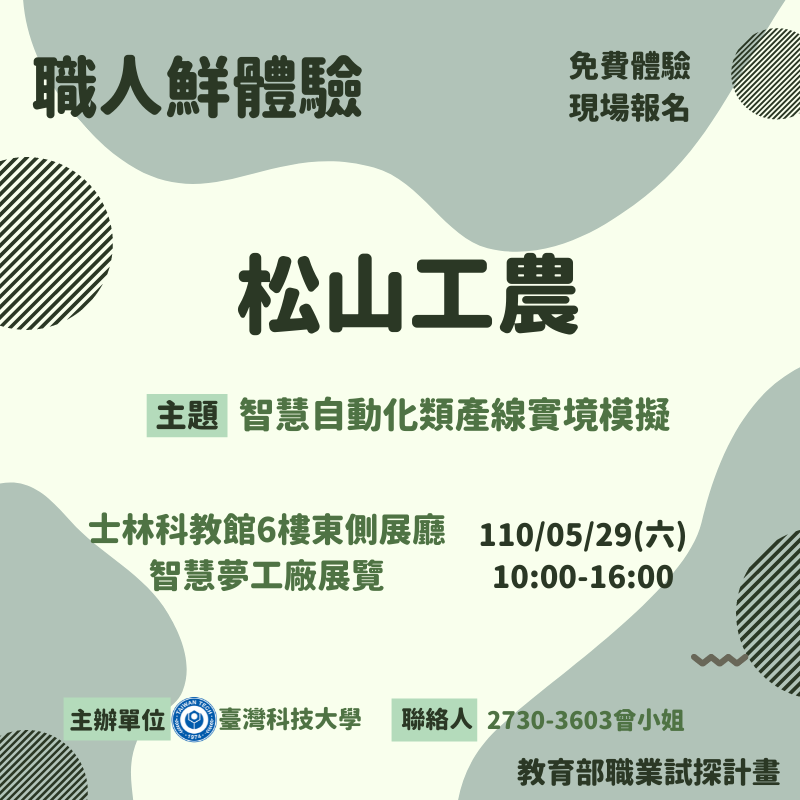 職人鮮體驗
免費體驗
現場報名
松山工農
主題 智慧自動化類產線實境模擬
士林科教館6樓東側展廳
智慧夢工廠展覽
110/05/29(六)
10:00-16:00
主辦單位 TAIWAN TECH 1974 臺灣科技大學 聯絡人 2730-3603曾小姐
教育部職業試探計畫